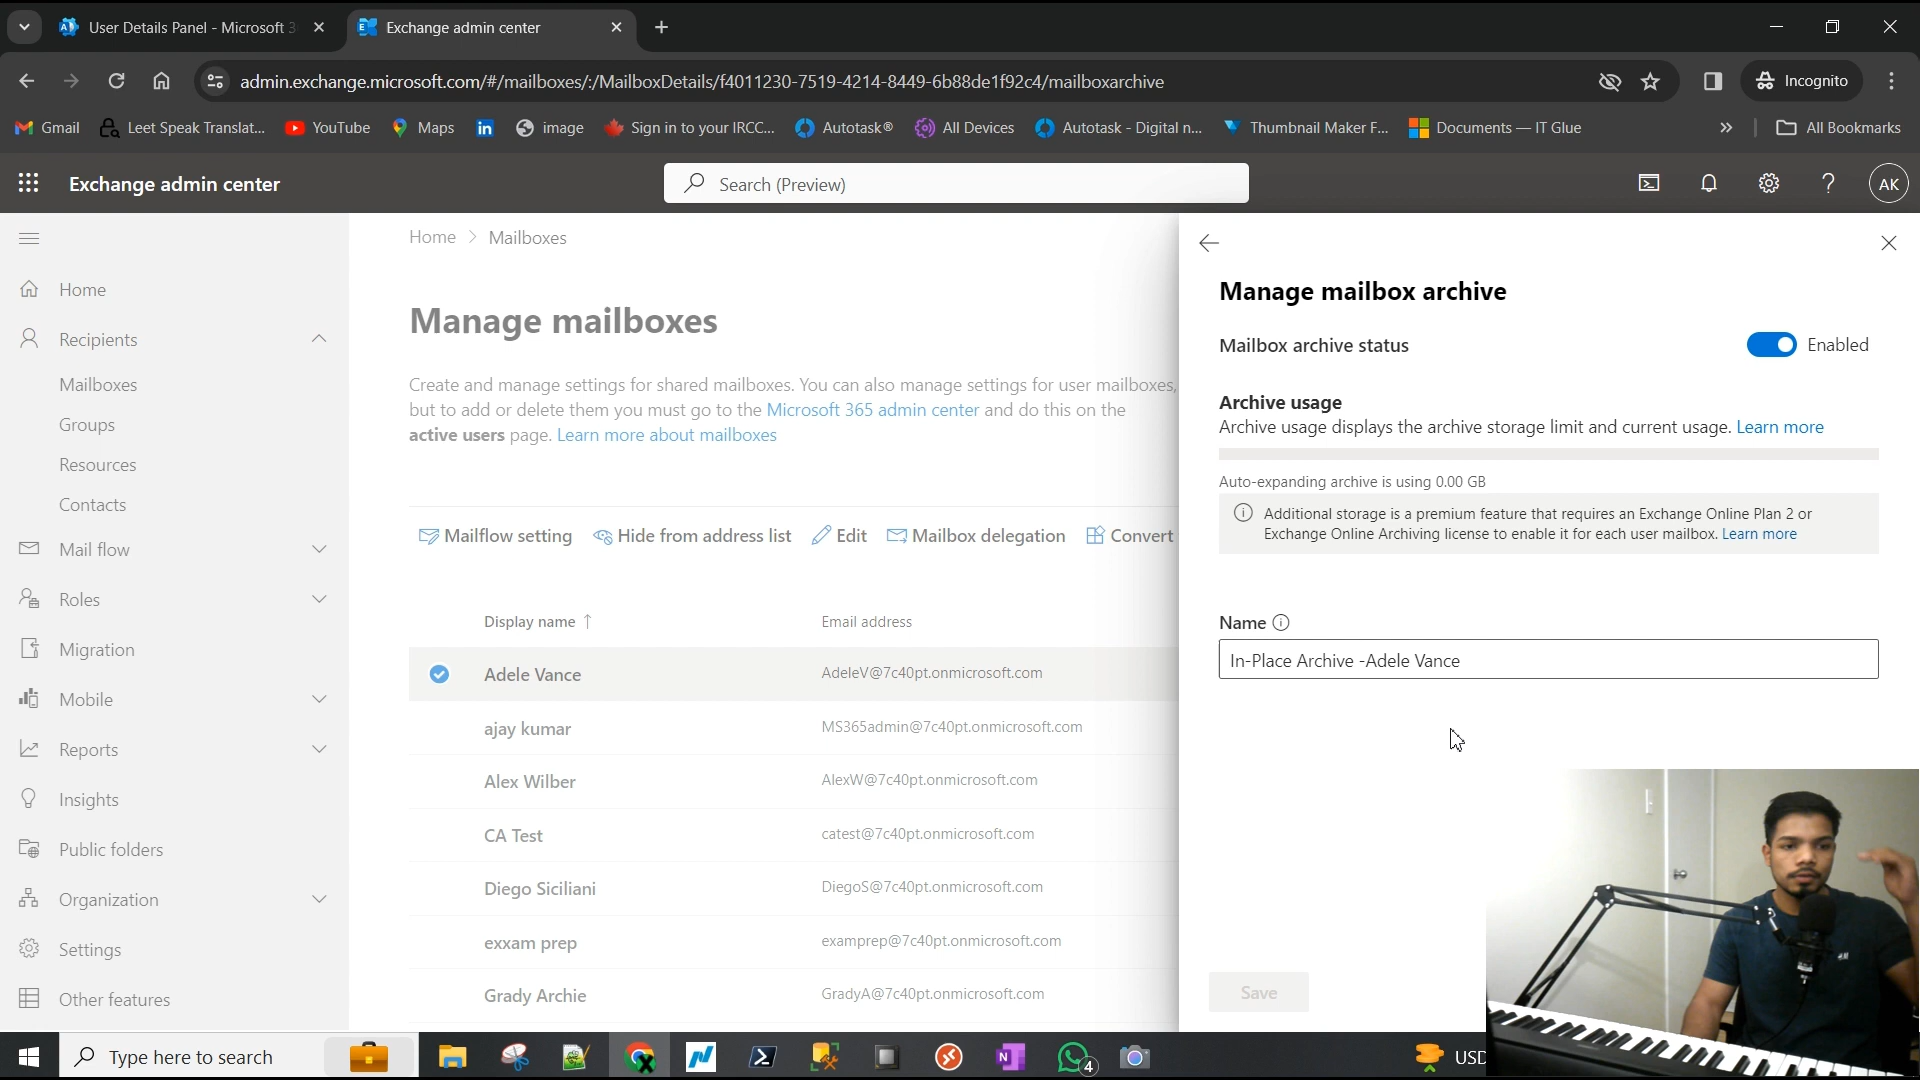 User Details Panel - Microsoft 3
Exchange admin center
admin.exchange.microsoft.com/#/mailboxes/:/MailboxDetails/f4011230-7519-4214-8449-6b88de1f92c4/mailboxarchive
Incognito
Gmail
Leet Speak Translat...
YouTube
Maps
image
Sign in to your IRCC...
Autotask®
All Devices
Autotask - Digital n...
Thumbnail Maker F...
Documents — IT Glue
All Bookmarks
Exchange admin center
Search (Preview)
AK
Home
Recipients
Mailboxes
Groups
Resources
Contacts
Mail flow
Roles
Migration
Mobile
Reports
Insights
Public folders
Organization
Settings
Other features
Home > Mailboxes
Manage mailboxes
Create and manage settings for shared mailboxes. You can also manage settings for user mailboxes,
but to add or delete them you must go to the Microsoft 365 admin center and do this on the
active users page. Learn more about mailboxes
Mailflow setting
Hide from address list
Edit
Mailbox delegation
Convert
Display name ↑
Email address
Adele Vance
AdeleV@7c40pt.onmicrosoft.com
ajay kumar
MS365admin@7c40pt.onmicrosoft.com
Alex Wilber
AlexW@7c40pt.onmicrosoft.com
CA Test
catest@7c40pt.onmicrosoft.com
Diego Siciliani
DiegoS@7c40pt.onmicrosoft.com
exxam prep
examprep@7c40pt.onmicrosoft.com
Grady Archie
GradyA@7c40pt.onmicrosoft.com
Manage mailbox archive
Mailbox archive status
Enabled
Archive usage
Archive usage displays the archive storage limit and current usage. Learn more
Auto-expanding archive is using 0.00 GB
Additional storage is a premium feature that requires an Exchange Online Plan 2 or
Exchange Online Archiving license to enable it for each user mailbox. Learn more
Name
In-Place Archive -Adele Vance
Save
Type here to search
4
USD